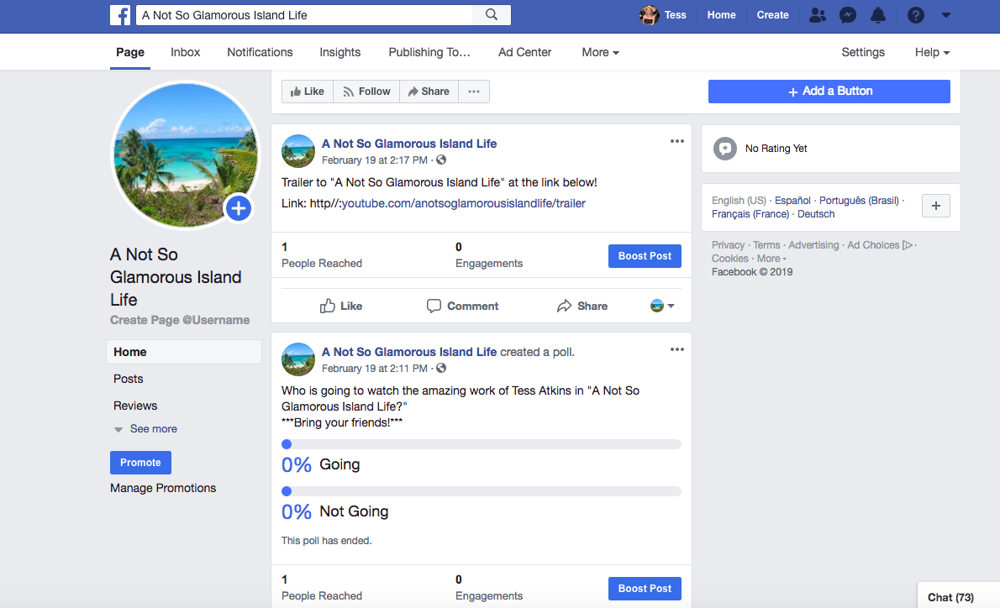 A Not So Glamorous Island Life
Tess
Home
Create
Page
Inbox
Notifications
Insights
Publishing To…
Ad Center
More
Settings
Help
Like
Follow
Share
+ Add a Button
A Not So
Glamorous Island
Life
Create Page @Username
Home
Posts
Reviews
See more
Promote
Manage Promotions
A Not So Glamorous Island Life
February 19 at 2:17 PM ·
Trailer to "A Not So Glamorous Island Life" at the link below!
Link: http//:youtube.com/anotsoglamorousislandlife/trailer
1
People Reached
0
Engagements
Boost Post
Like
Comment
Share
A Not So Glamorous Island Life created a poll.
February 19 at 2:11 PM ·
Who is going to watch the amazing work of Tess Atkins in "A Not So
Glamorous Island Life?"
***Bring your friends!***
0% Going
0% Not Going
This poll has ended.
1
People Reached
0
Engagements
Boost Post
No Rating Yet
English (US) · Español · Português (Brasil) ·
Français (France) · Deutsch
Privacy · Terms · Advertising · Ad Choices ·
Cookies · More
Facebook © 2019
Chat (73)